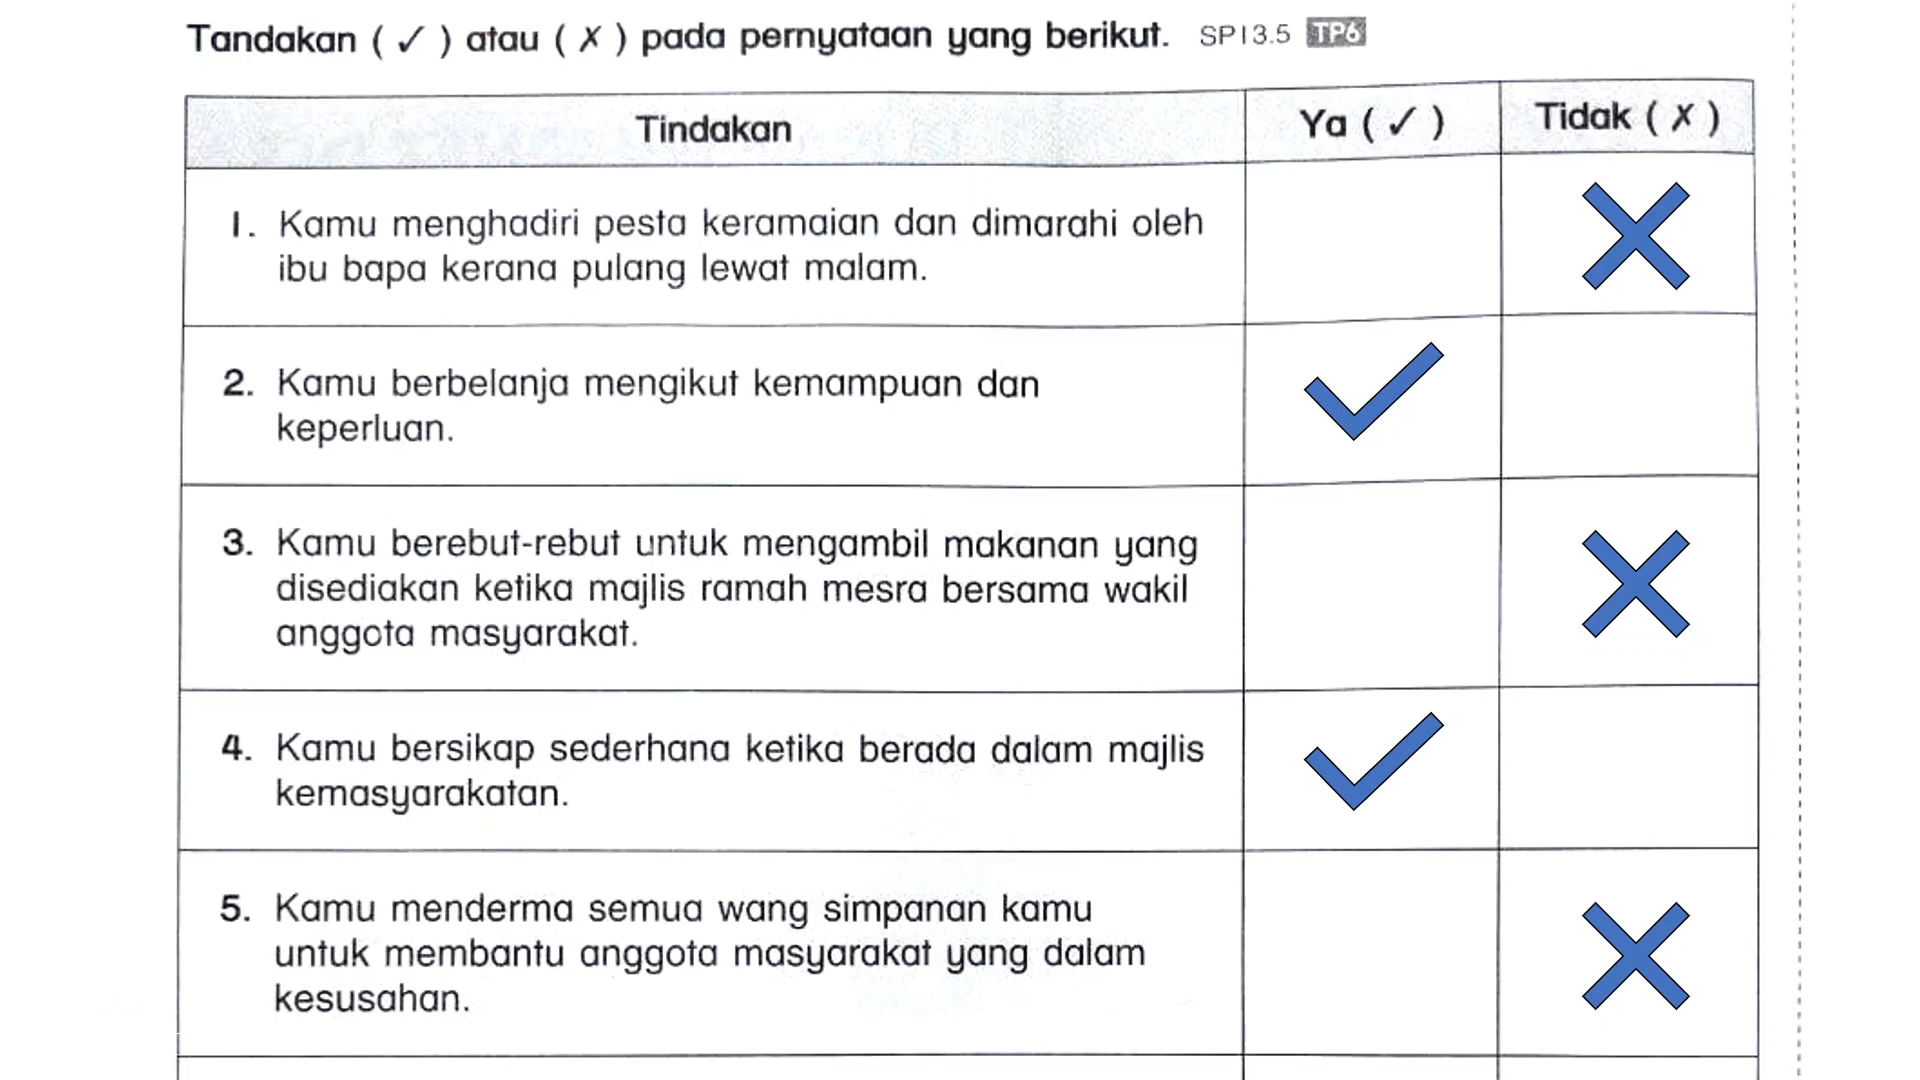 Tandakan ( ✓ ) atau ( ✗ ) pada pernyataan yang berikut. SP13.5 TP6
Tindakan Ya ( ✓ ) Tidak ( ✗ )
1. Kamu menghadiri pesta keramaian dan dimarahi oleh
ibu bapa kerana pulang lewat malam.
2. Kamu berbelanja mengikut kemampuan dan
keperluan.
3. Kamu berebut-rebut untuk mengambil makanan yang
disediakan ketika majlis ramah mesra bersama wakil
anggota masyarakat.
4. Kamu bersikap sederhana ketika berada dalam majlis
kemasyarakatan.
5. Kamu menderma semua wang simpanan kamu
untuk membantu anggota masyarakat yang dalam
kesusahan.